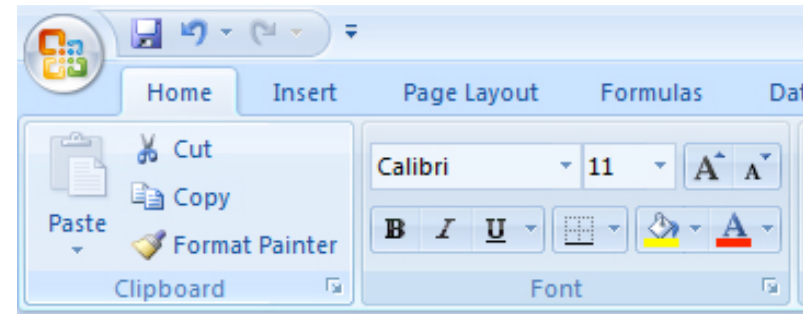 Home Insert Page Layout Formulas
Cut
Calibri 11 A A
Copy
Paste
B I U A
Format Painter
Clipboard Font